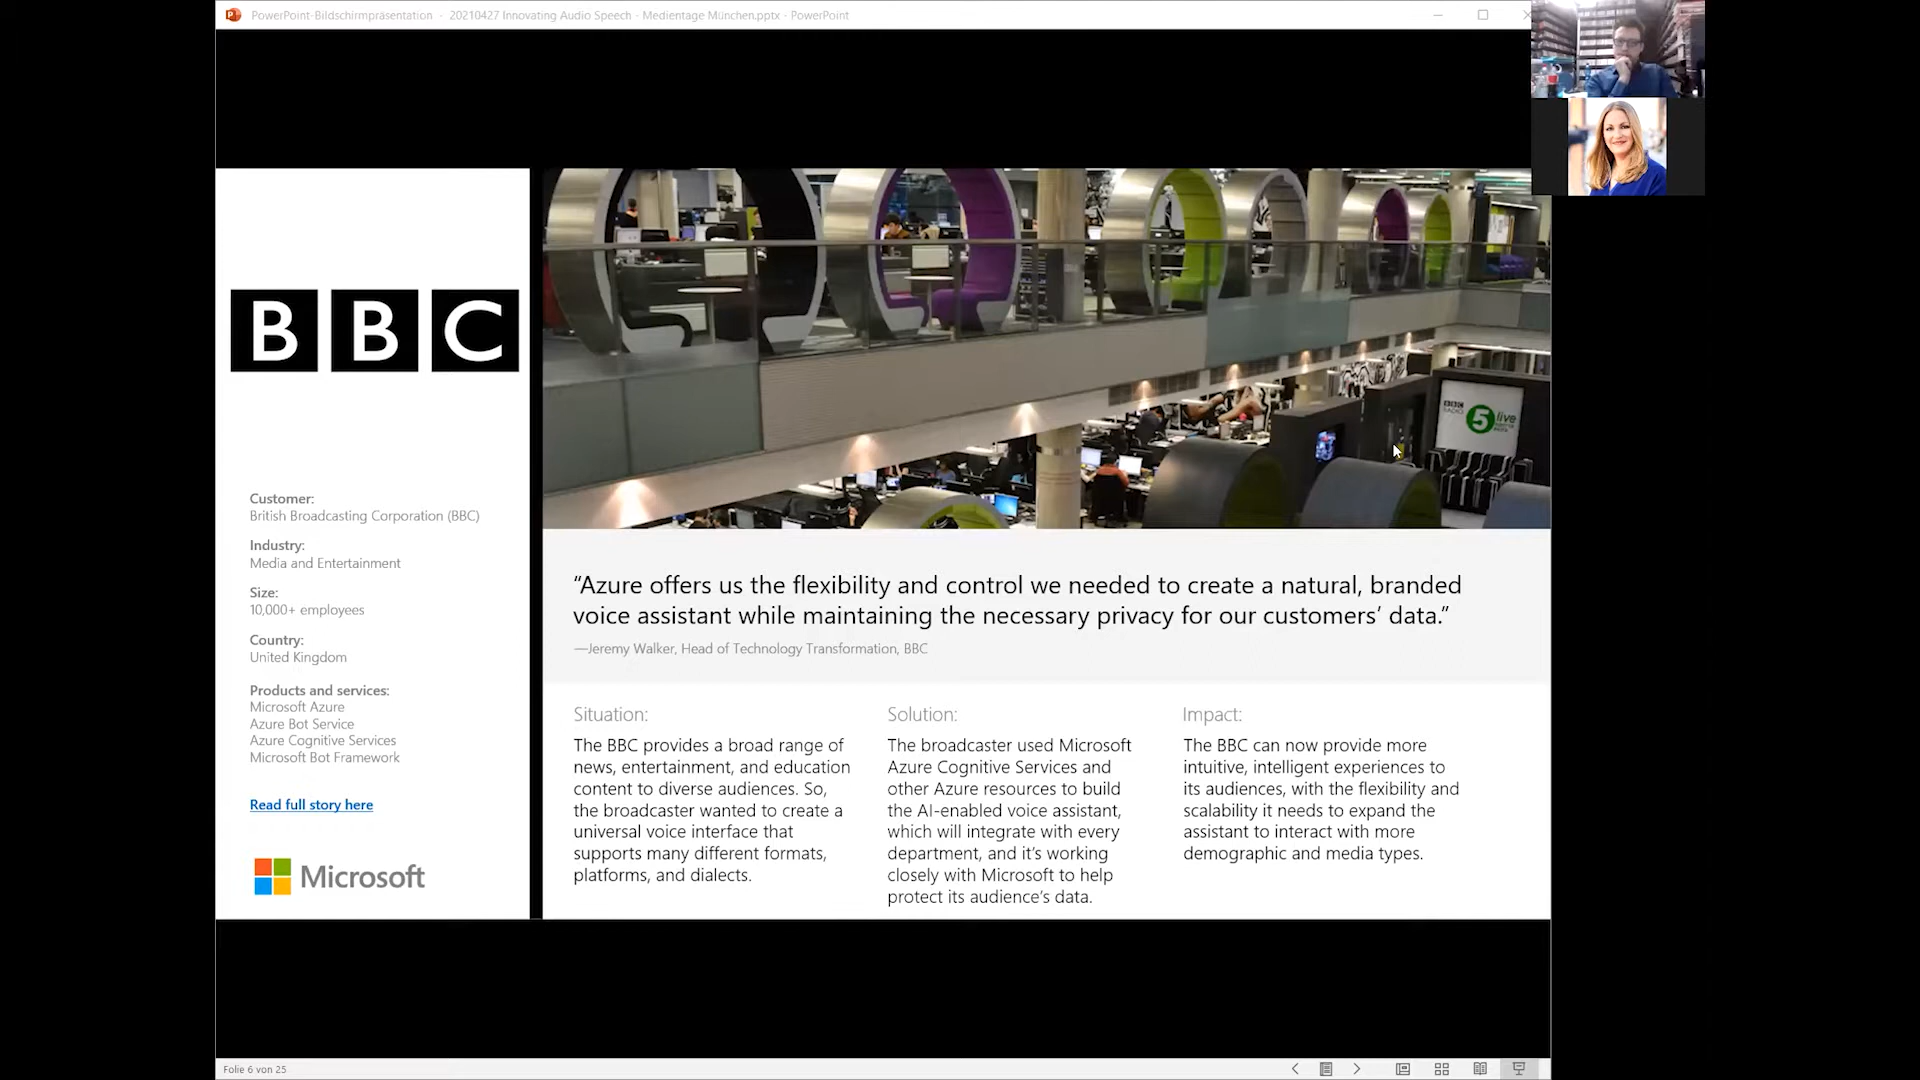 PowerPoint-Bildschirmpräsentation - 20210427 Innovating Audio Speech - Medientage München.pptx - PowerPoint
BBC
Customer:
British Broadcasting Corporation (BBC)
Industry:
Media and Entertainment
Size:
10,000+ employees
Country:
United Kingdom
Products and services:
Microsoft Azure
Azure Bot Service
Azure Cognitive Services
Microsoft Bot Framework
Read full story here
Microsoft
BBC
RADIO
5 live
“Azure offers us the flexibility and control we needed to create a natural, branded
voice assistant while maintaining the necessary privacy for our customers’ data.”
—Jeremy Walker, Head of Technology Transformation, BBC
Situation:
The BBC provides a broad range of
news, entertainment, and education
content to diverse audiences. So,
the broadcaster wanted to create a
universal voice interface that
supports many different formats,
platforms, and dialects.
Solution:
The broadcaster used Microsoft
Azure Cognitive Services and
other Azure resources to build
the AI-enabled voice assistant,
which will integrate with every
department, and it’s working
closely with Microsoft to help
protect its audience’s data.
Impact:
The BBC can now provide more
intuitive, intelligent experiences to
its audiences, with the flexibility and
scalability it needs to expand the
assistant to interact with more
demographic and media types.
Folie 6 von 25